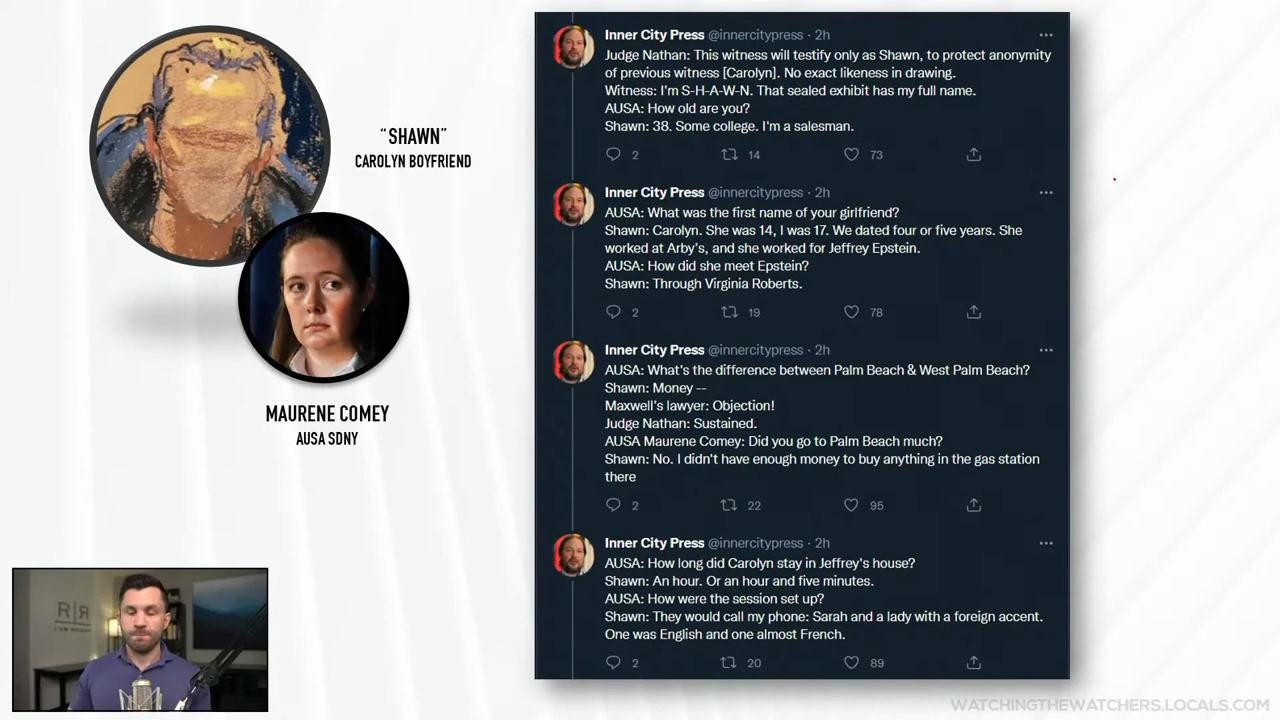 “SHAWN”
CAROLYN BOYFRIEND
MAURENE COMEY
AUSA SDNY
Inner City Press @innercitypress · 2h
Judge Nathan: This witness will testify only as Shawn, to protect anonymity
of previous witness [Carolyn]. No exact likeness in drawing.
Witness: I'm S-H-A-W-N. That sealed exhibit has my full name.
AUSA: How old are you?
Shawn: 38. Some college. I'm a salesman.
2 14 73
Inner City Press @innercitypress · 2h
AUSA: What was the first name of your girlfriend?
Shawn: Carolyn. She was 14, I was 17. We dated four or five years. She
worked at Arby's, and she worked for Jeffrey Epstein.
AUSA: How did she meet Epstein?
Shawn: Through Virginia Roberts.
2 19 78
Inner City Press @innercitypress · 2h
AUSA: What's the difference between Palm Beach & West Palm Beach?
Shawn: Money --
Maxwell's lawyer: Objection!
Judge Nathan: Sustained.
AUSA Maurene Comey: Did you go to Palm Beach much?
Shawn: No. I didn't have enough money to buy anything in the gas station
there
2 22 95
Inner City Press @innercitypress · 2h
AUSA: How long did Carolyn stay in Jeffrey's house?
Shawn: An hour. Or an hour and five minutes.
AUSA: How were the session set up?
Shawn: They would call my phone: Sarah and a lady with a foreign accent.
One was English and one almost French.
2 20 89
R|R
LAW GROUP
WATCHINGTHEWATCHERS.LOCALS.COM